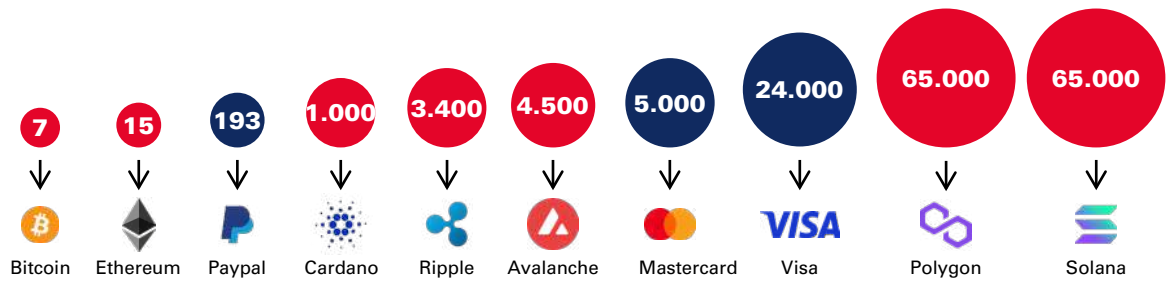 7 15 193 1.000 3.400 4.500 5.000 24.000 65.000 65.000
VISA
Bitcoin Ethereum Paypal Cardano Ripple Avalanche Mastercard Visa Polygon Solana